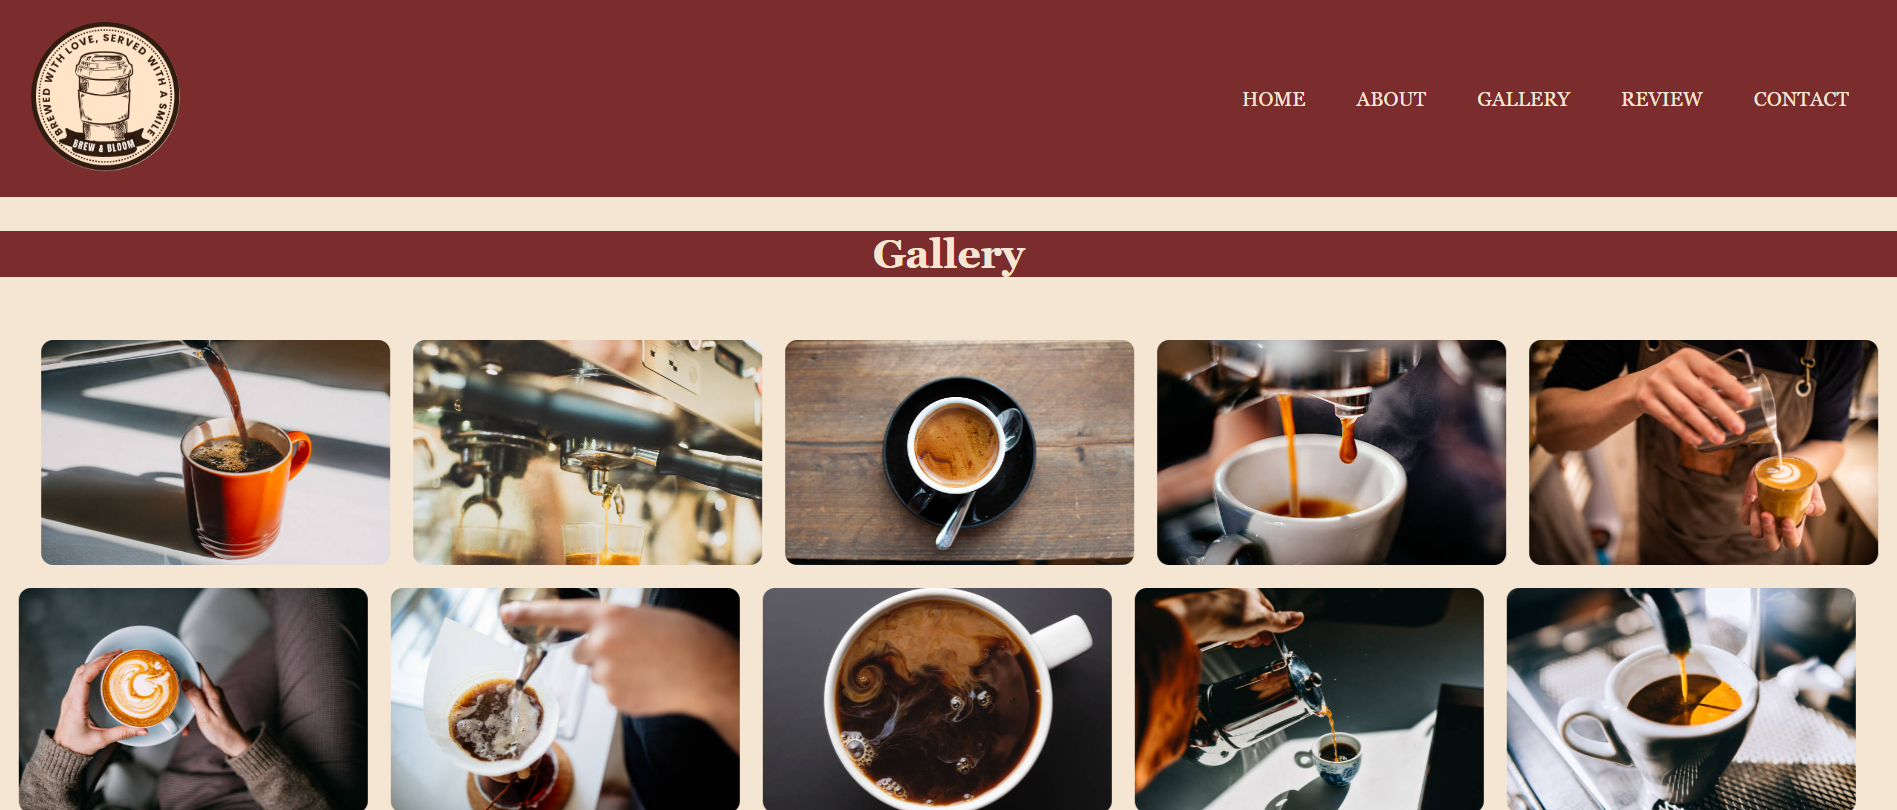 BREWED WITH LOVE, SERVED WITH A SMILE
BREW & BLOOM
HOME ABOUT GALLERY REVIEW CONTACT
Gallery